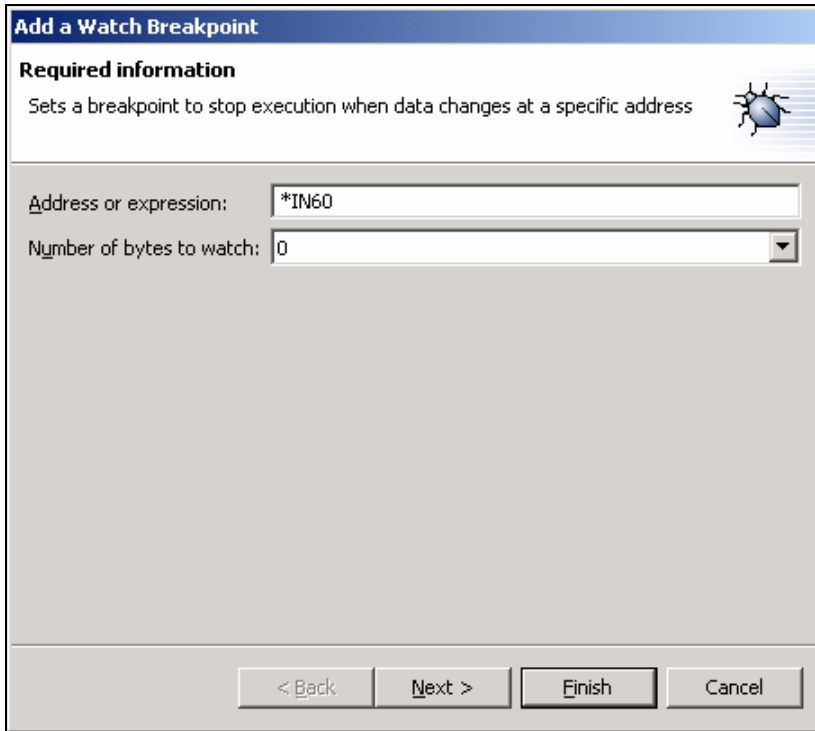 Add a Watch Breakpoint
Required information
Sets a breakpoint to stop execution when data changes at a specific address
Address or expression: *IN60
Number of bytes to watch: 0
< Back Next > Finish Cancel